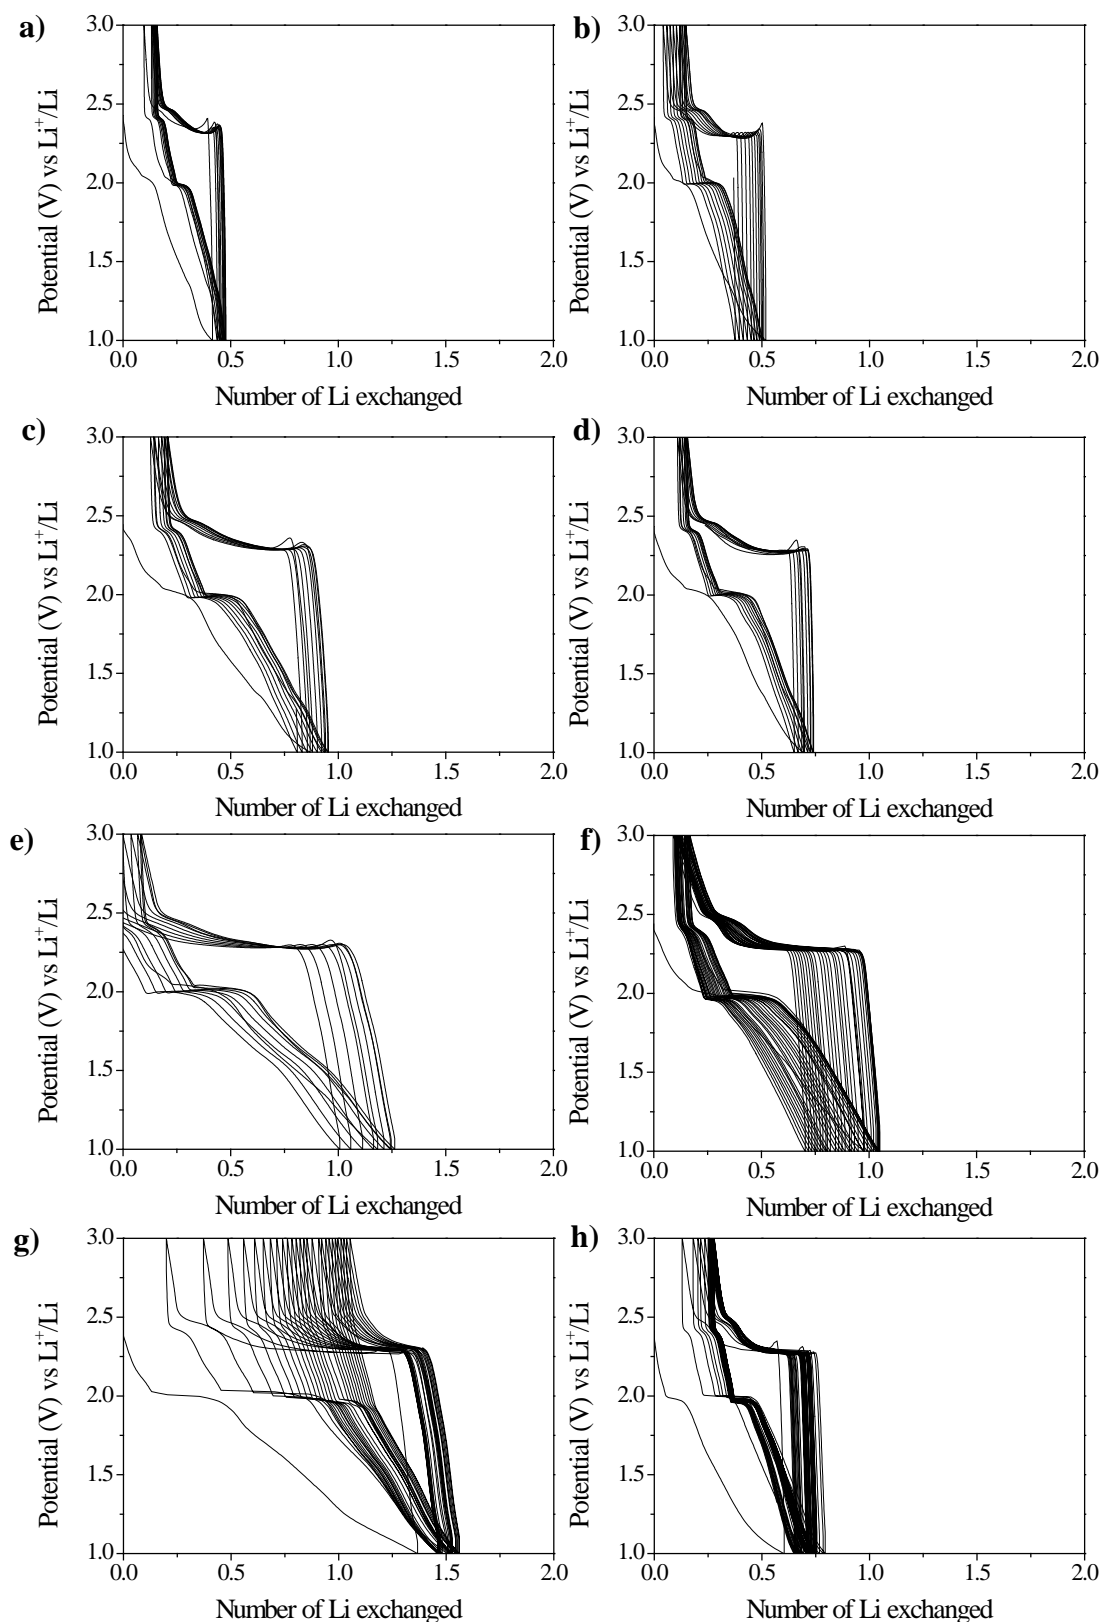 a) b)
3.0 3.0
2.5 2.5
2.0 2.0
1.5 1.5
1.0 1.0
0.0 0.5 1.0 1.5 2.0 0.0 0.5 1.0 1.5 2.0
Potential (V) vs Li⁺/Li Potential (V) vs Li⁺/Li
Number of Li exchanged Number of Li exchanged
c) d)
3.0 3.0
2.5 2.5
2.0 2.0
1.5 1.5
1.0 1.0
0.0 0.5 1.0 1.5 2.0 0.0 0.5 1.0 1.5 2.0
Potential (V) vs Li⁺/Li Potential (V) vs Li⁺/Li
Number of Li exchanged Number of Li exchanged
e) f)
3.0 3.0
2.5 2.5
2.0 2.0
1.5 1.5
1.0 1.0
0.0 0.5 1.0 1.5 2.0 0.0 0.5 1.0 1.5 2.0
Potential (V) vs Li⁺/Li Potential (V) vs Li⁺/Li
Number of Li exchanged Number of Li exchanged
g) h)
3.0 3.0
2.5 2.5
2.0 2.0
1.5 1.5
1.0 1.0
0.0 0.5 1.0 1.5 2.0 0.0 0.5 1.0 1.5 2.0
Potential (V) vs Li⁺/Li Potential (V) vs Li⁺/Li
Number of Li exchanged Number of Li exchanged